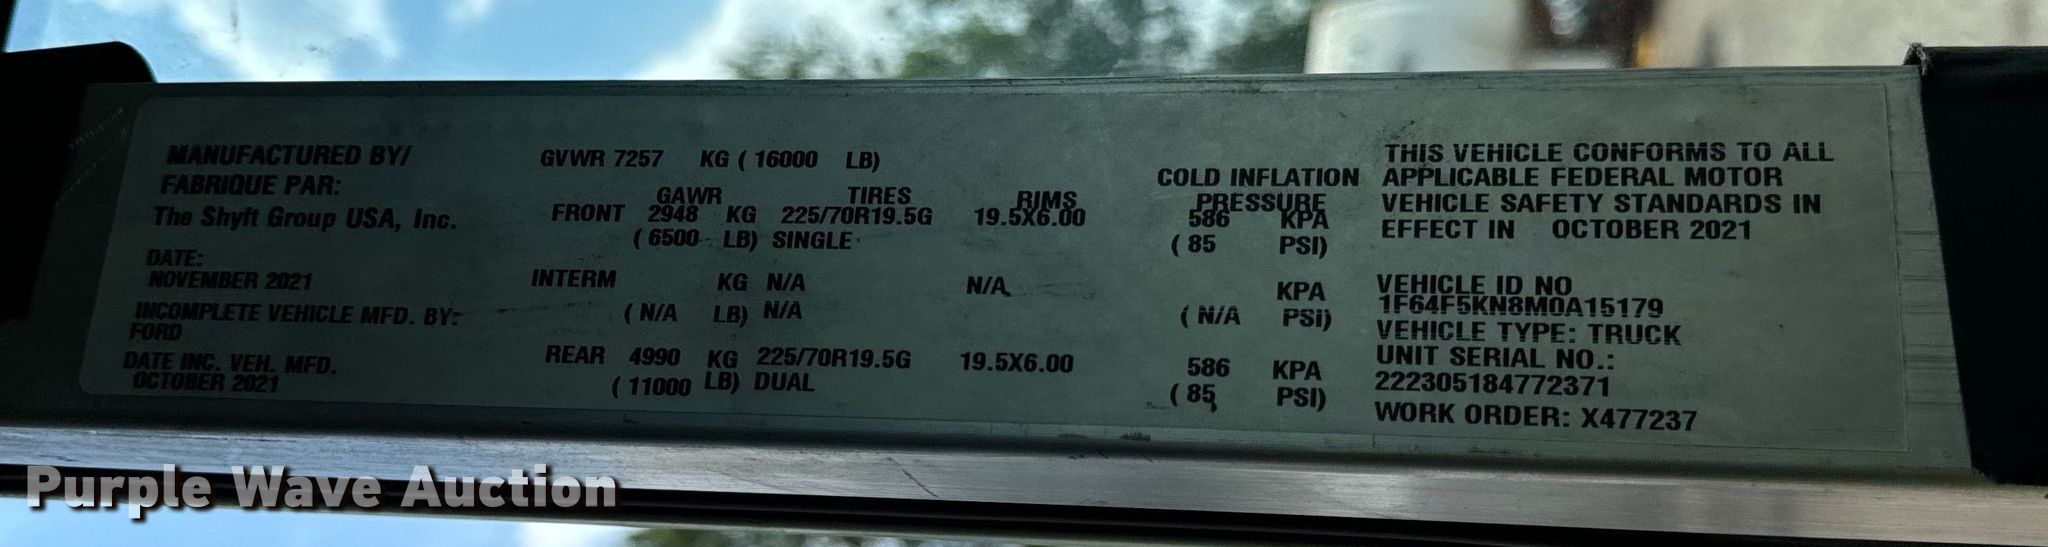 MANUFACTURED BY/
FABRIQUE PAR:
The Shyft Group USA, Inc.
DATE:
NOVEMBER 2021
INCOMPLETE VEHICLE MFD. BY:
FORD
DATE INC. VEH. MFD.
OCTOBER 2021
GVWR 7257 KG ( 16000 LB)
GAWR TIRES RIMS COLD INFLATION PRESSURE
FRONT 2948 KG 225/70R19.5G 19.5X6.00 586 KPA
( 6500 LB) SINGLE ( 85 PSI)
INTERM KG N/A N/A KPA
( N/A LB) N/A ( N/A PSI)
REAR 4990 KG 225/70R19.5G 19.5X6.00 586 KPA
( 11000 LB) DUAL ( 85 PSI)
THIS VEHICLE CONFORMS TO ALL
APPLICABLE FEDERAL MOTOR
VEHICLE SAFETY STANDARDS IN
EFFECT IN OCTOBER 2021
VEHICLE ID NO
1F64F5KN8M0A15179
VEHICLE TYPE: TRUCK
UNIT SERIAL NO.:
222305184772371
WORK ORDER: X477237
Purple Wave Auction